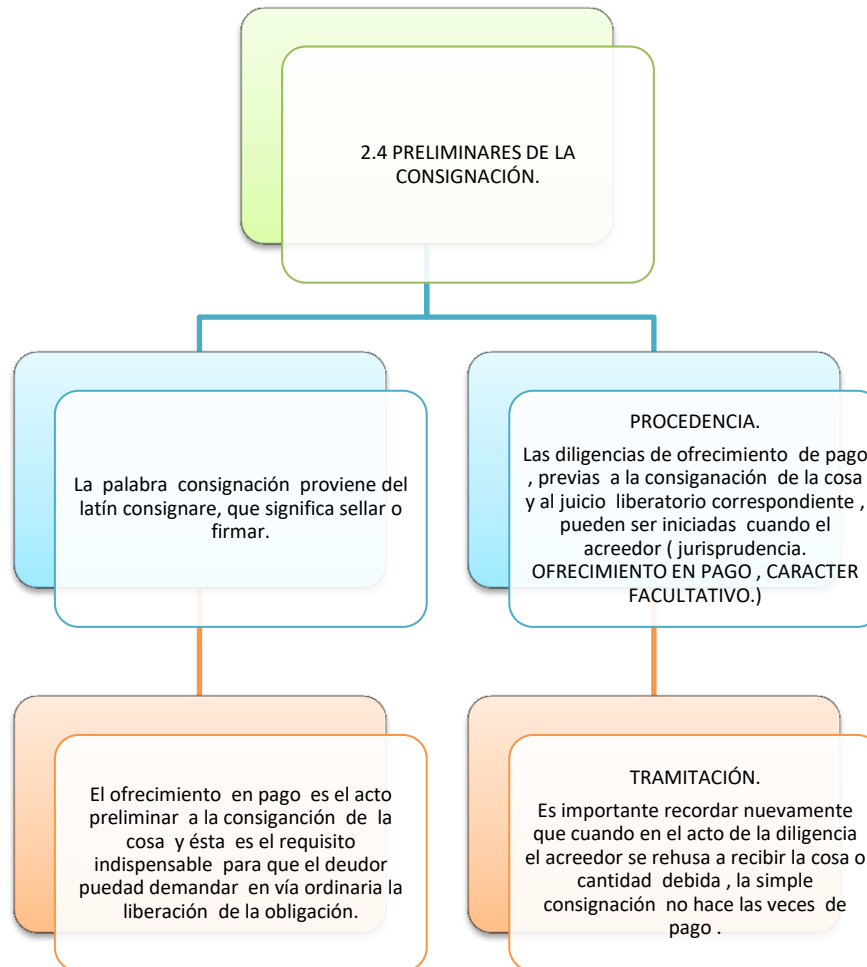 2.4 PRELIMINARES DE LA
CONSIGNACIÓN.
La palabra consignación proviene del
latín consignare, que significa sellar o
firmar.
PROCEDENCIA.
Las diligencias de ofrecimiento de pago
, previas a la consiganación de la cosa
y al juicio liberatorio correspondiente ,
pueden ser iniciadas cuando el
acreedor ( jurisprudencia.
OFRECIMIENTO EN PAGO , CARACTER
FACULTATIVO.)
El ofrecimiento en pago es el acto
preliminar a la consiganción de la
cosa y ésta es el requisito
indispensable para que el deudor
puedad demandar en vía ordinaria la
liberación de la obligación.
TRAMITACIÓN.
Es importante recordar nuevamente
que cuando en el acto de la diligencia
el acreedor se rehusa a recibir la cosa o
cantidad debida , la simple
consignación no hace las veces de
pago .